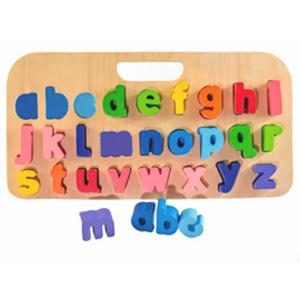 abcdefghi
jklmnopqr
stuvwxyz
m abc